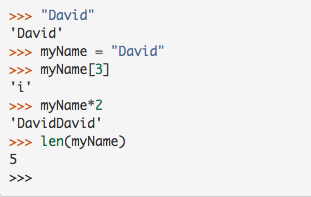 >>> "David"
'David'
>>> myName = "David"
>>> myName[3]
'i'
>>> myName*2
'DavidDavid'
>>> len(myName)
5
>>>